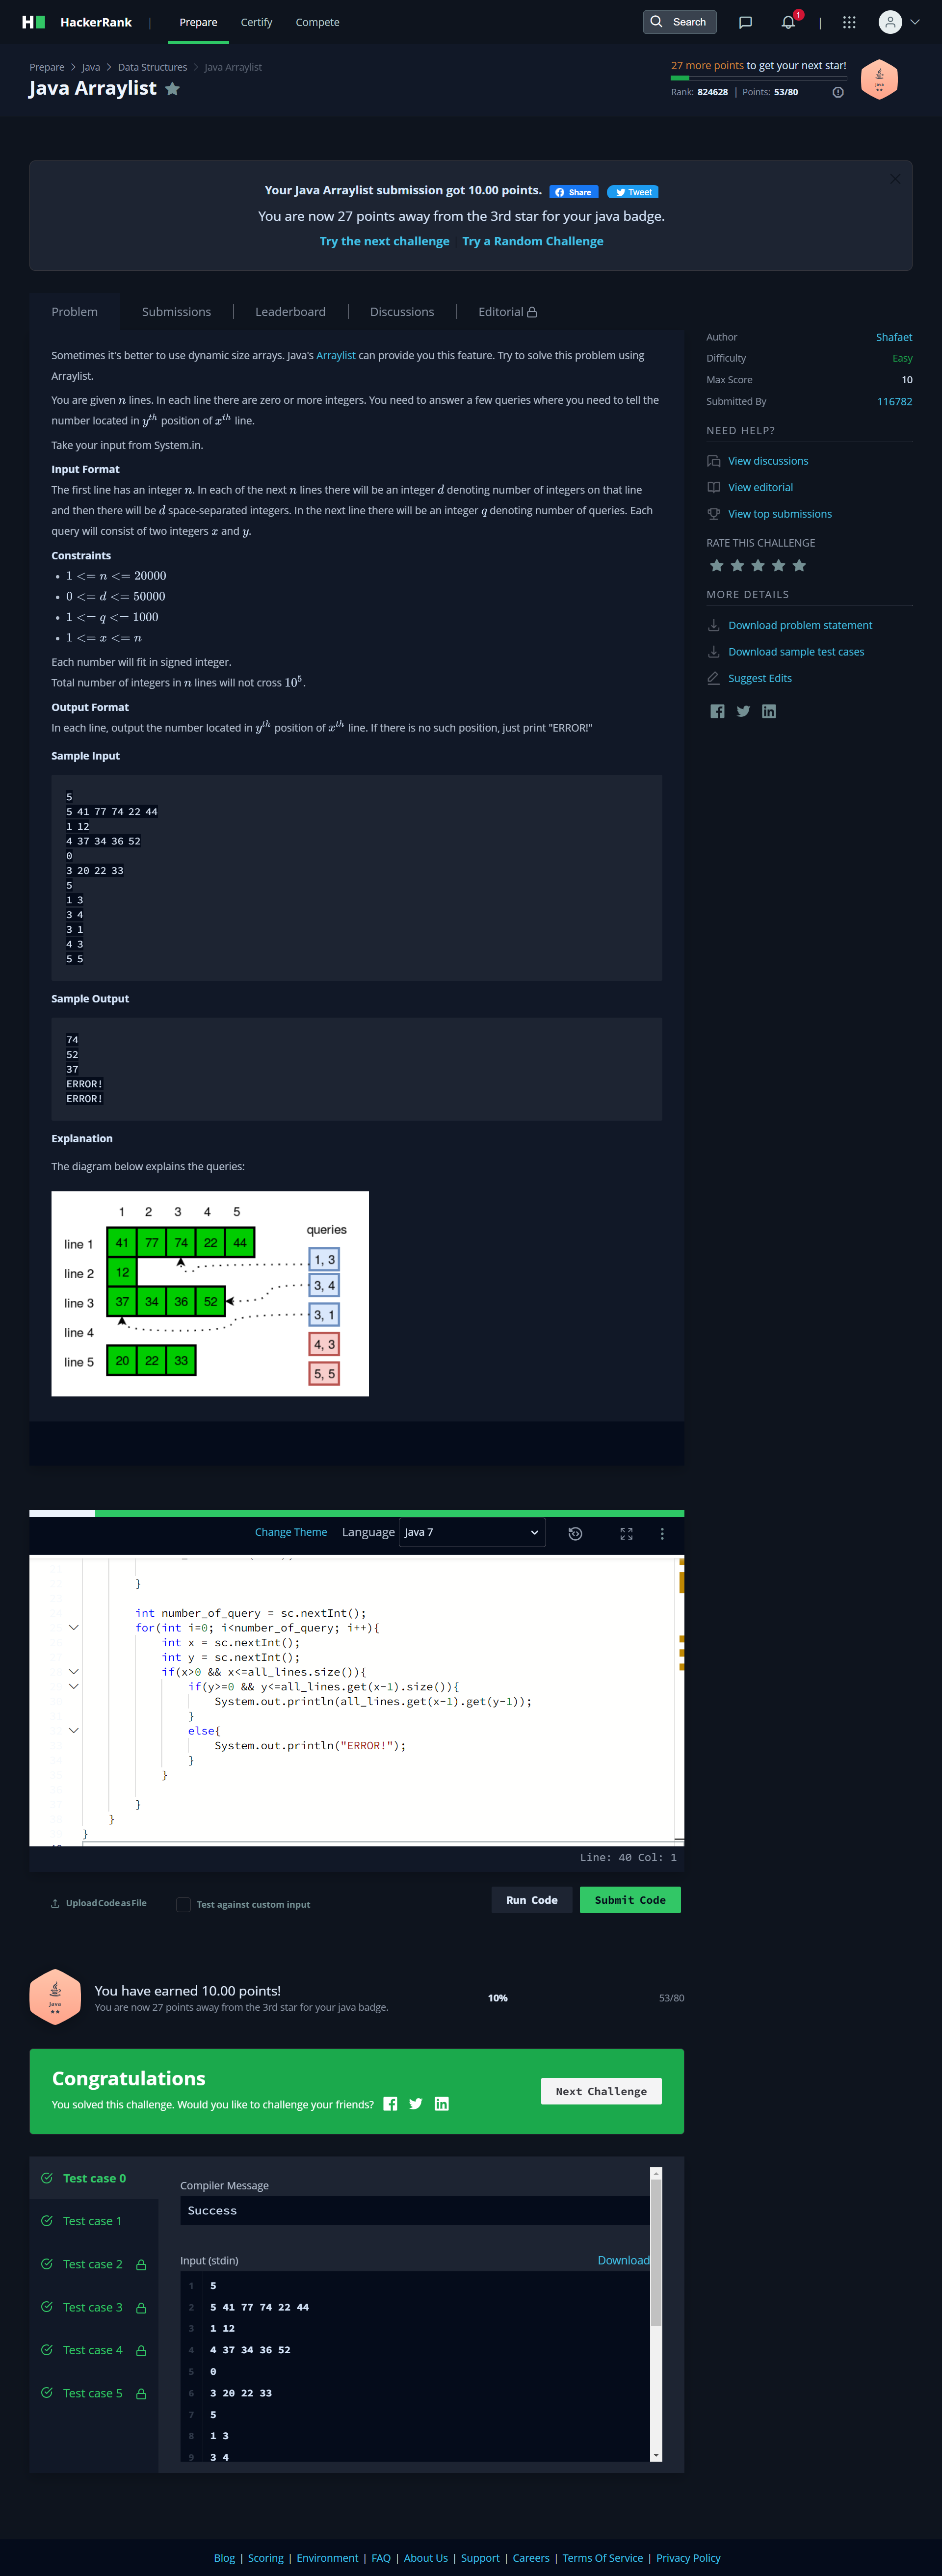 HackerRank | Prepare Certify Compete Search 1
Prepare > Java > Data Structures > Java Arraylist
Java Arraylist
27 more points to get your next star!
Rank: 824628 | Points: 53/80
Java
Your Java Arraylist submission got 10.00 points. Share Tweet
You are now 27 points away from the 3rd star for your java badge.
Try the next challenge | Try a Random Challenge
Problem Submissions Leaderboard Discussions Editorial
Sometimes it's better to use dynamic size arrays. Java's Arraylist can provide you this feature. Try to solve this problem using
Arraylist.
You are given n lines. In each line there are zero or more integers. You need to answer a few queries where you need to tell the
number located in y^th position of x^th line.
Take your input from System.in.
Input Format
The first line has an integer n. In each of the next n lines there will be an integer d denoting number of integers on that line
and then there will be d space-separated integers. In the next line there will be an integer q denoting number of queries. Each
query will consist of two integers x and y.
Constraints
• 1 <= n <= 20000
• 0 <= d <= 50000
• 1 <= q <= 1000
• 1 <= x <= n
Each number will fit in signed integer.
Total number of integers in n lines will not cross 10^5.
Output Format
In each line, output the number located in y^th position of x^th line. If there is no such position, just print "ERROR!"
Sample Input
5
5 41 77 74 22 44
1 12
4 37 34 36 52
0
3 20 22 33
5
1 3
3 4
3 1
4 3
5 5
Sample Output
74
52
37
ERROR!
ERROR!
Explanation
The diagram below explains the queries:
1 2 3 4 5
queries
line 1 41 77 74 22 44
1, 3
line 2 12
3, 4
line 3 37 34 36 52
3, 1
line 4
4, 3
line 5 20 22 33
5, 5
Author Shafaet
Difficulty Easy
Max Score 10
Submitted By 116782
NEED HELP?
View discussions
View editorial
View top submissions
RATE THIS CHALLENGE
MORE DETAILS
Download problem statement
Download sample test cases
Suggest Edits
Change Theme Language Java 7
}
int number_of_query = sc.nextInt();
for(int i=0; i<number_of_query; i++){
int x = sc.nextInt();
int y = sc.nextInt();
if(x>0 && x<=all_lines.size()){
if(y>=0 && y<=all_lines.get(x-1).size()){
System.out.println(all_lines.get(x-1).get(y-1));
}
else{
System.out.println("ERROR!");
}
}
}
}
}
Line: 40 Col: 1
Upload Code as File Test against custom input Run Code Submit Code
Java
You have earned 10.00 points!
You are now 27 points away from the 3rd star for your java badge.
10% 53/80
Congratulations
You solved this challenge. Would you like to challenge your friends?
Next Challenge
Test case 0
Test case 1
Test case 2
Test case 3
Test case 4
Test case 5
Compiler Message
Success
Input (stdin) Download
1 5
2 5 41 77 74 22 44
3 1 12
4 4 37 34 36 52
5 0
6 3 20 22 33
7 5
8 1 3
9 3 4
Blog | Scoring | Environment | FAQ | About Us | Support | Careers | Terms Of Service | Privacy Policy